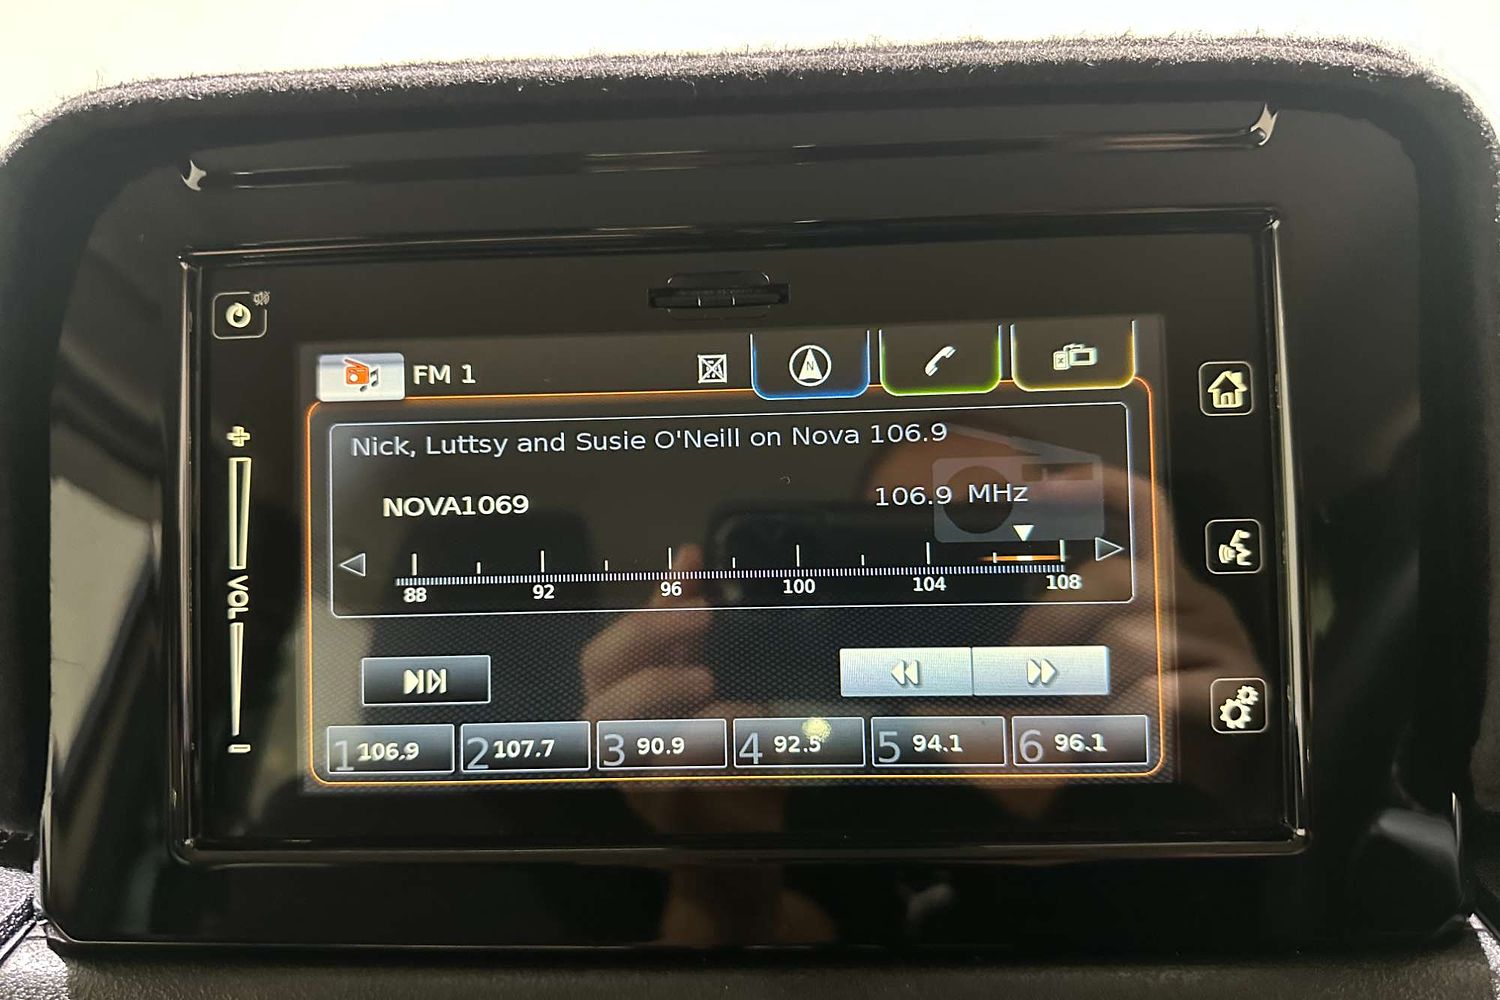 FM 1
Nick, Luttsy and Susie O'Neill on Nova 106.9
NOVA1069
106.9 MHz
88 92 96 100 104 108
VOL
1 106.9 2 107.7 3 90.9 4 92.5 5 94.1 6 96.1
N